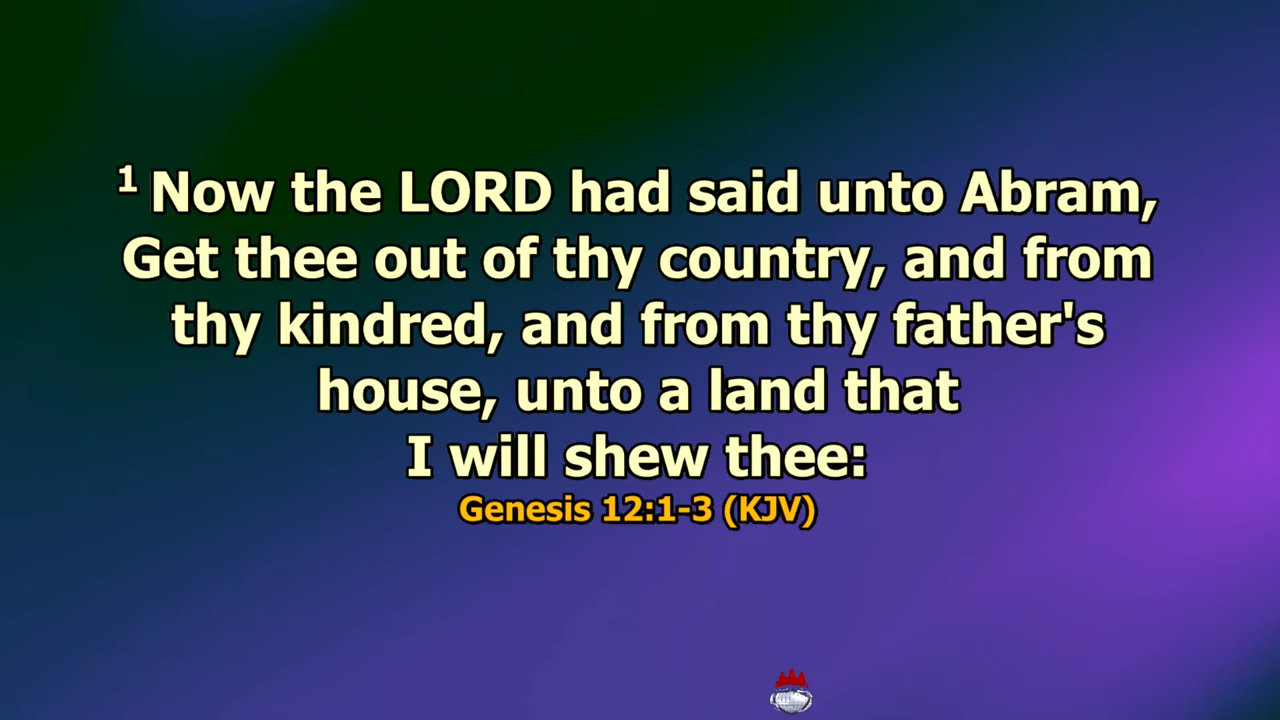 1 Now the LORD had said unto Abram,
Get thee out of thy country, and from
thy kindred, and from thy father's
house, unto a land that
I will shew thee:
Genesis 12:1-3 (KJV)